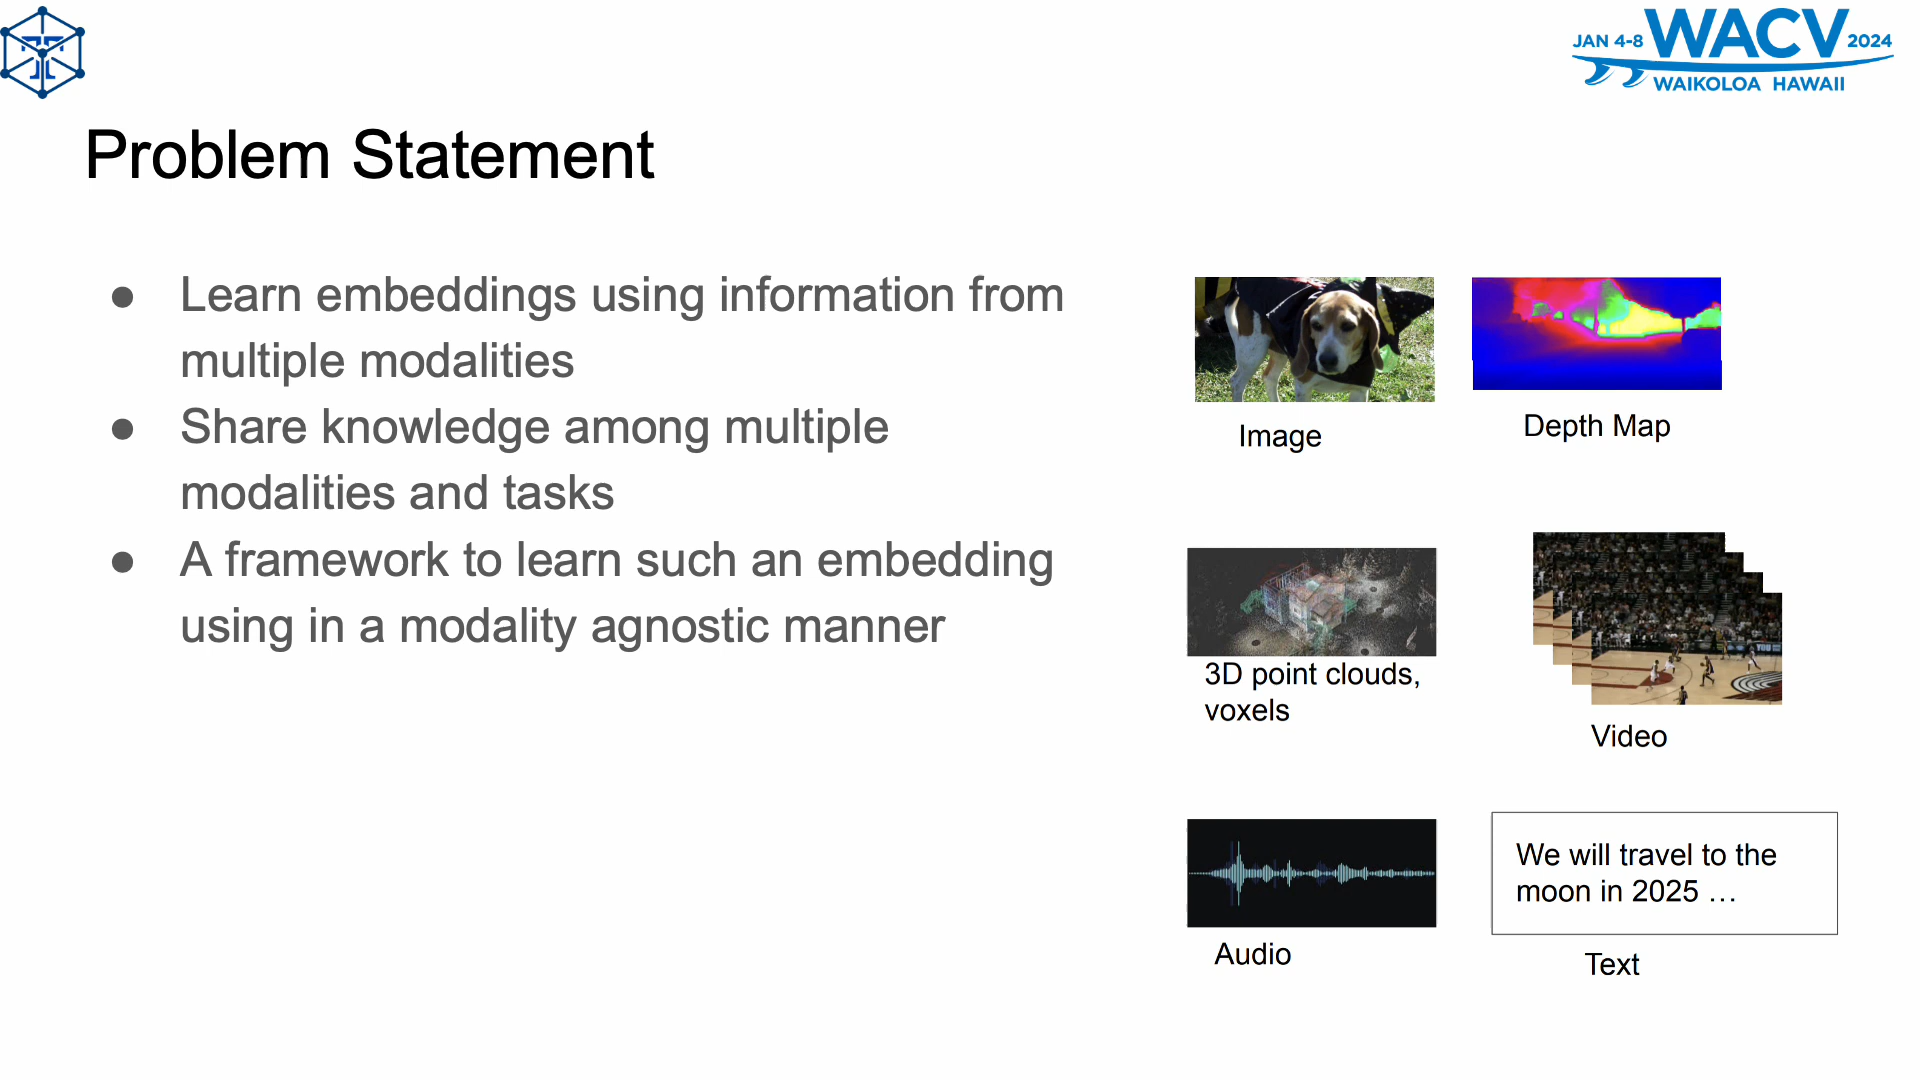 JAN 4-8 WACV 2024
WAIKOLOA HAWAII
Problem Statement
● Learn embeddings using information from
multiple modalities
● Share knowledge among multiple
modalities and tasks
● A framework to learn such an embedding
using in a modality agnostic manner
Image
Depth Map
3D point clouds,
voxels
Video
Audio
We will travel to the
moon in 2025 …
Text